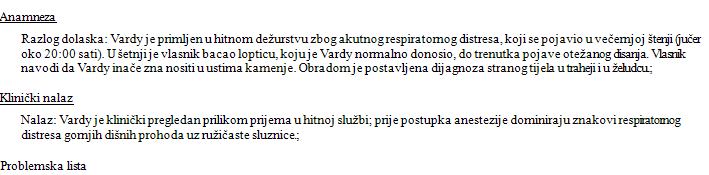 Anamneza
Razlog dolaska: Vardy je primljen u hitnom dežurstvu zbog akutnog respiratornog distresa, koji se pojavio u večernjoj štenji (jučer
oko 20:00 sati). U šetnji je vlasnik bacao lopticu, koju je Vardy normalno donosio, do trenutka pojave otežanog disanja. Vlasnik
navodi da Vardy inače zna nositi u ustima kamenje. Obradom je postavljena dijagnoza stranog tijela u traheji i u želudcu.;
Klinički nalaz
Nalaz: Vardy je klinički pregledan prilikom prijema u hitnoj službi; prije postupka anestezije dominiraju znakovi respiratornog
distresa gornjih dišnih prohoda uz ružičaste sluznice.;
Problemska lista